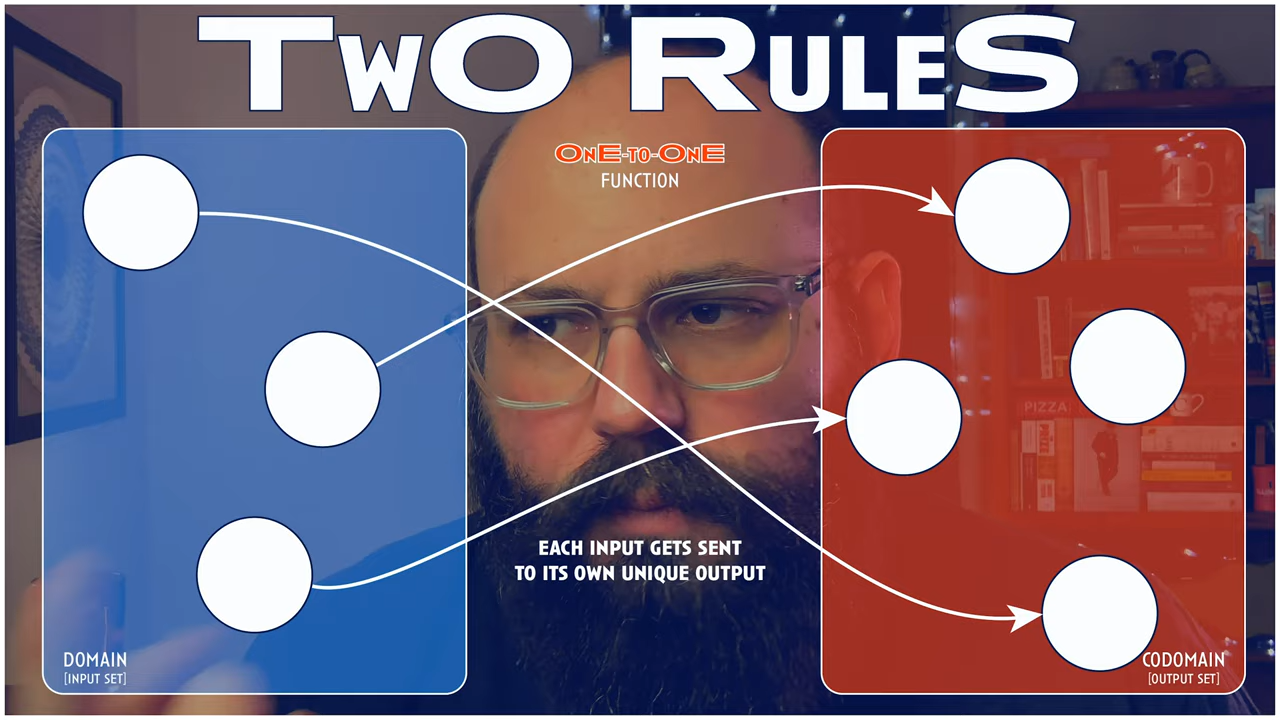 TWO RULES
ONE-TO-ONE
FUNCTION
EACH INPUT GETS SENT
TO ITS OWN UNIQUE OUTPUT
DOMAIN
[INPUT SET]
CODOMAIN
[OUTPUT SET]
PIZZA